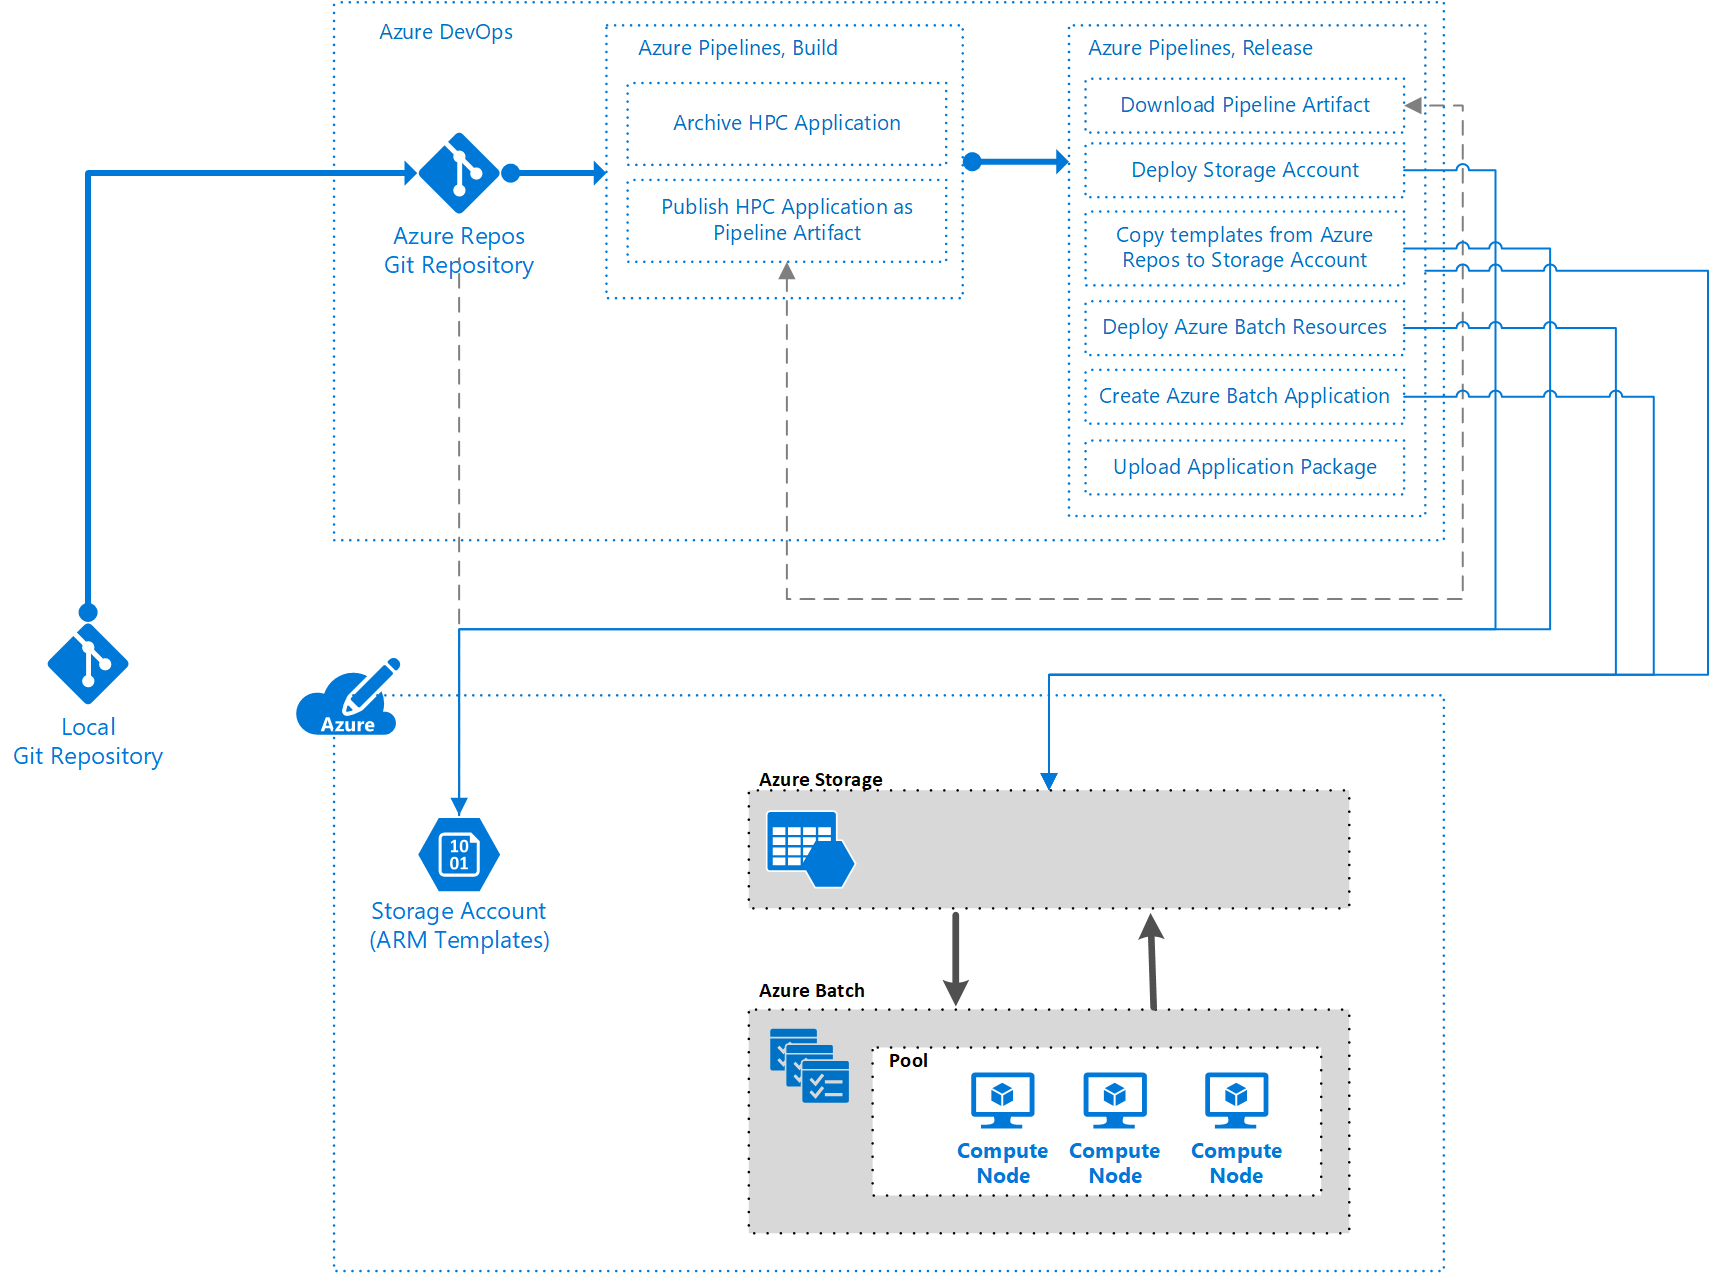 Azure DevOps
Azure Pipelines, Build
Azure Pipelines, Release
Archive HPC Application
Publish HPC Application as
Pipeline Artifact
Download Pipeline Artifact
Deploy Storage Account
Copy templates from Azure
Repos to Storage Account
Deploy Azure Batch Resources
Create Azure Batch Application
Upload Application Package
Azure Repos
Git Repository
Local
Git Repository
Azure
10
01
Storage Account
(ARM Templates)
Azure Storage
Azure Batch
Pool
Compute
Node
Compute
Node
Compute
Node